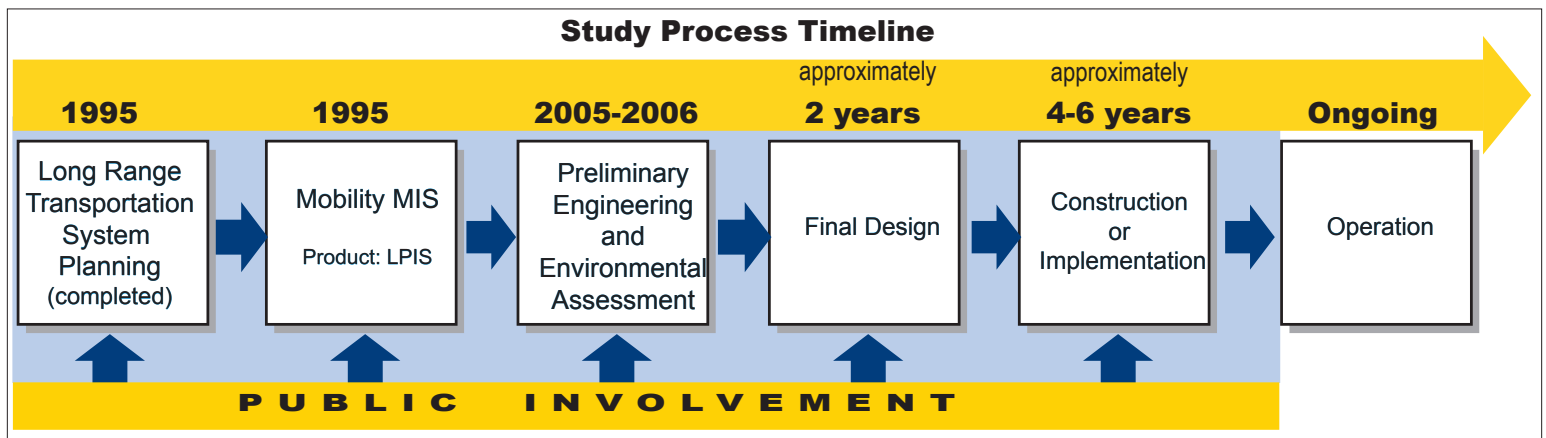 Study Process Timeline
approximately
approximately
1995
1995
2005-2006
2 years
4-6 years
Ongoing
Long Range
Transportation
System
Planning
(completed)
Mobility MIS
Product: LPIS
Preliminary
Engineering
and
Environmental
Assessment
Final Design
Construction
or
Implementation
Operation
PUBLIC INVOLVEMENT